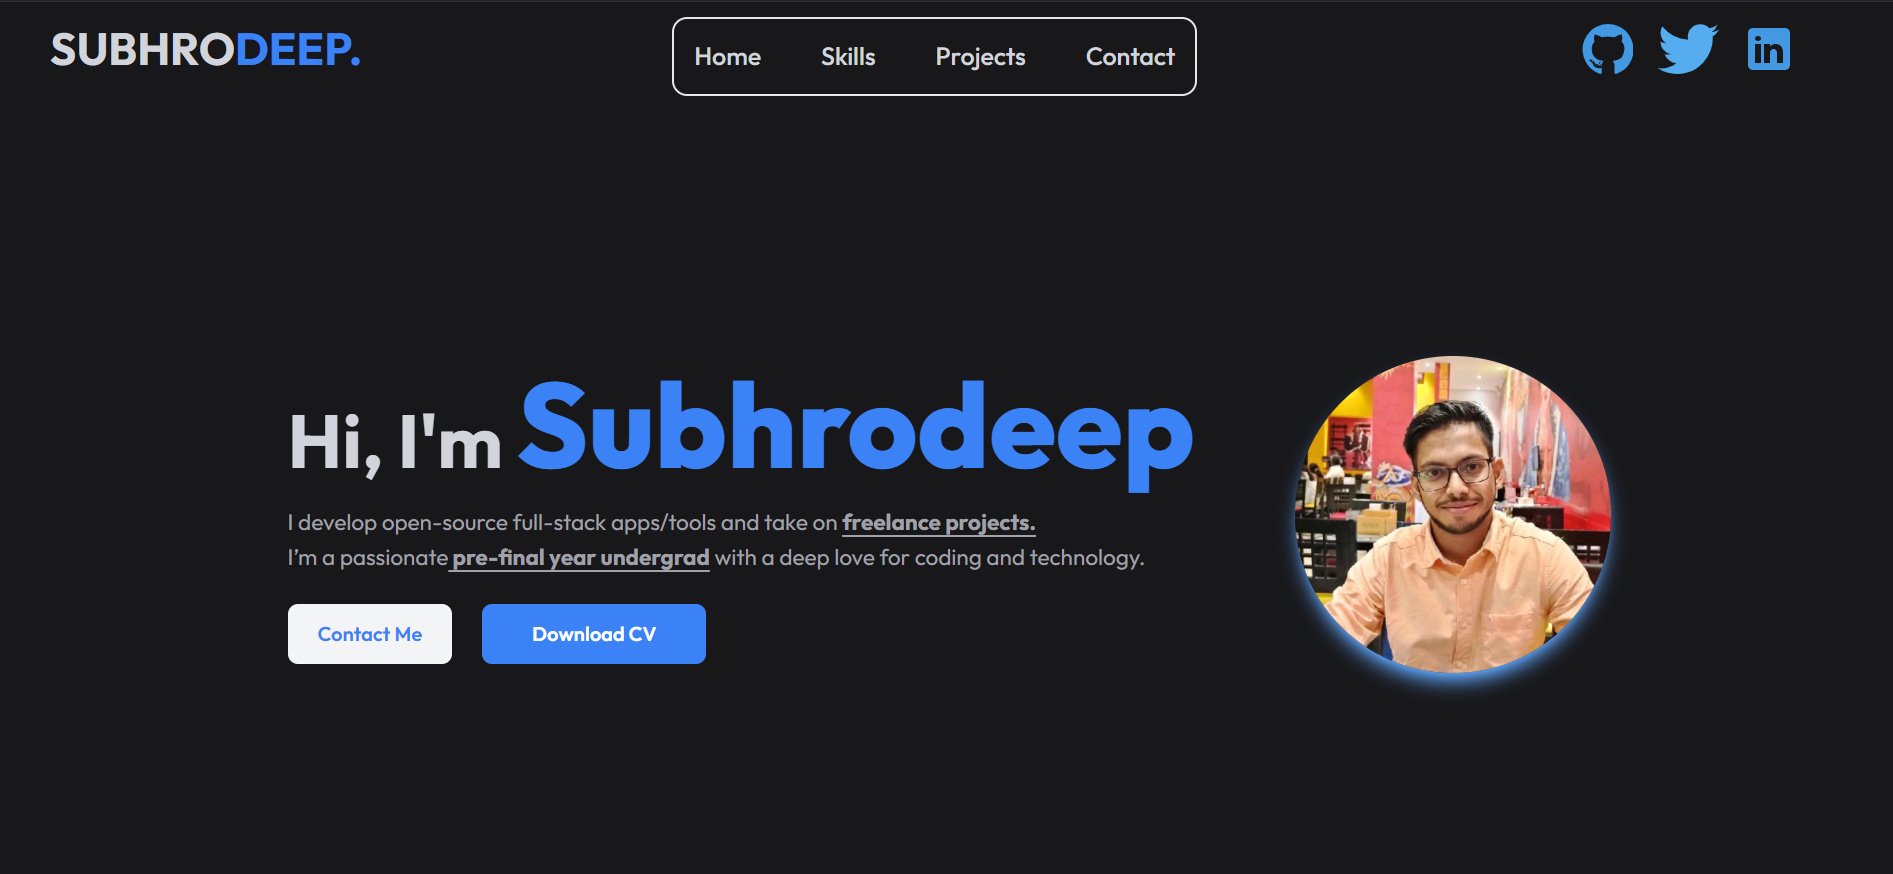 SUBHRODEEP.
Home Skills Projects Contact
in
Hi, I'm Subhrodeep
I develop open-source full-stack apps/tools and take on freelance projects.
I’m a passionate pre-final year undergrad with a deep love for coding and technology.
Contact Me Download CV